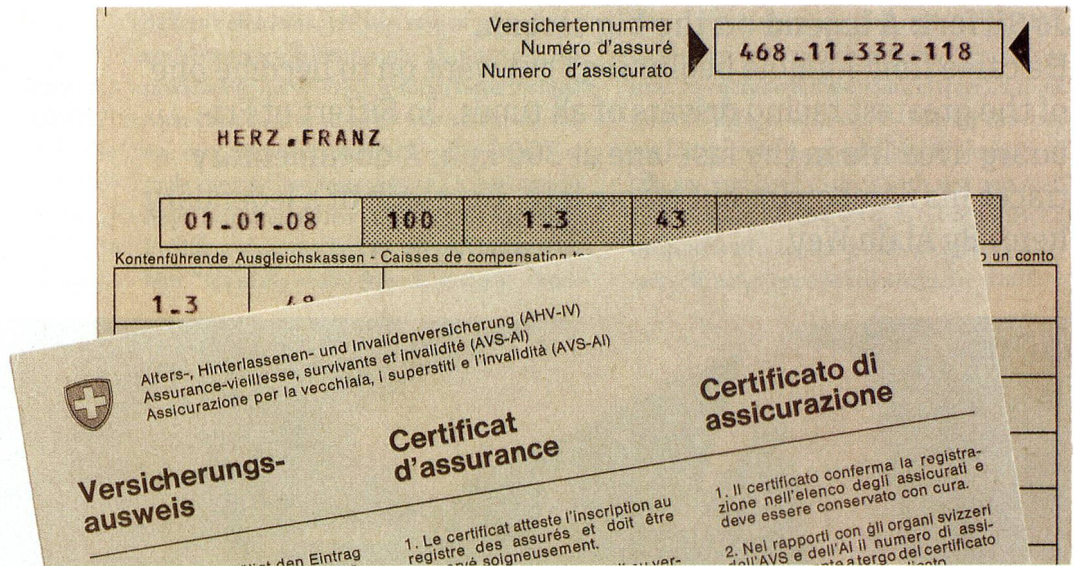 Versichertennummer
Numéro d'assuré
Numero d'assicurato
468.11.332.118
HERZ.FRANZ
01.01.08 100 1.3 43
Kontenführende Ausgleichskassen - Caisses de compensation un conto
1.3
Alters-, Hinterlassenen- und Invalidenversicherung (AHV-IV)
Assurance-vieillesse, survivants et invalidité (AVS-AI)
Assicurazione per la vecchiaia, i superstiti e l'invalidità (AVS-AI)
Versicherungs-
ausweis
den Eintrag
Certificat
d'assurance
1. Le certificat atteste l'inscription au
registre des assurés et doit être
soigneusement.
Certificato di
assicurazione
1. Il certificato conferma la registra-
zione nell'elenco degli assicurati e
deve essere conservato con cura.
2. Nei rapporti con gli organi svizzeri
dell'AVS e dell'AI il numero di assi-
a tergo del certificato